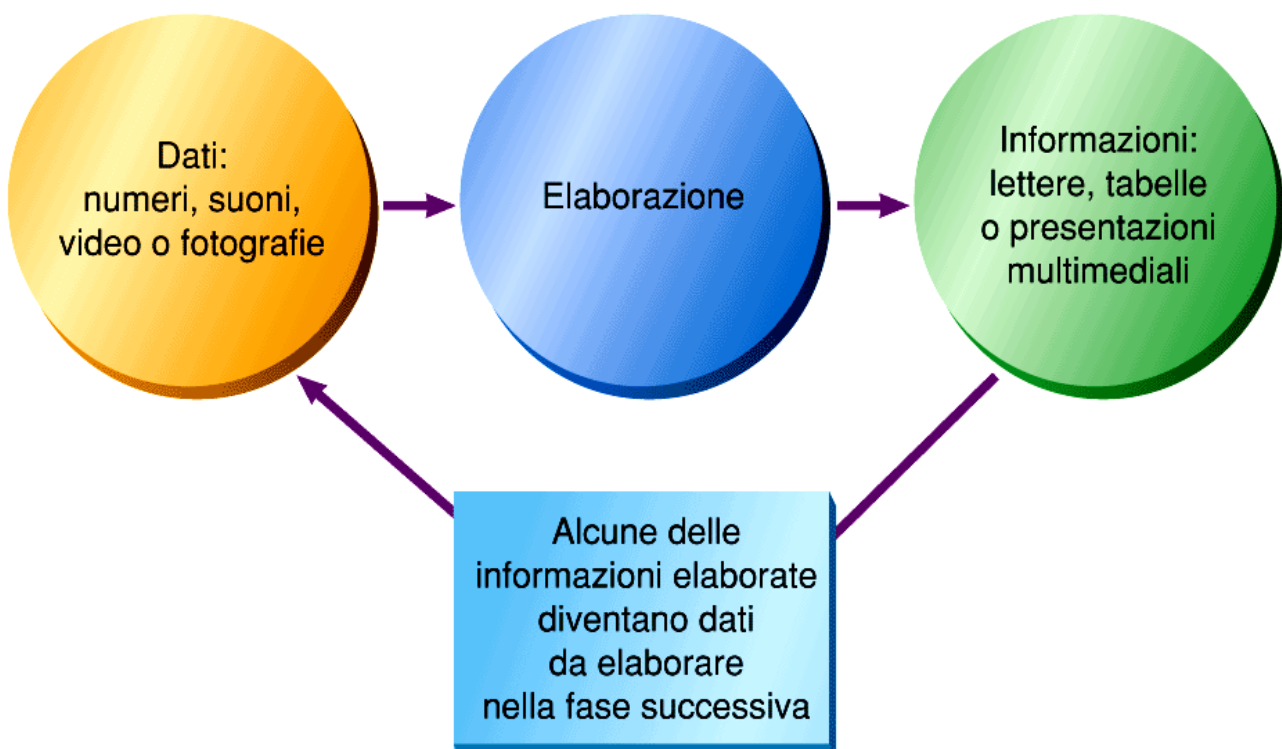 Dati:
numeri, suoni,
video o fotografie
Elaborazione
Informazioni:
lettere, tabelle
o presentazioni
multimediali
Alcune delle
informazioni elaborate
diventano dati
da elaborare
nella fase successiva